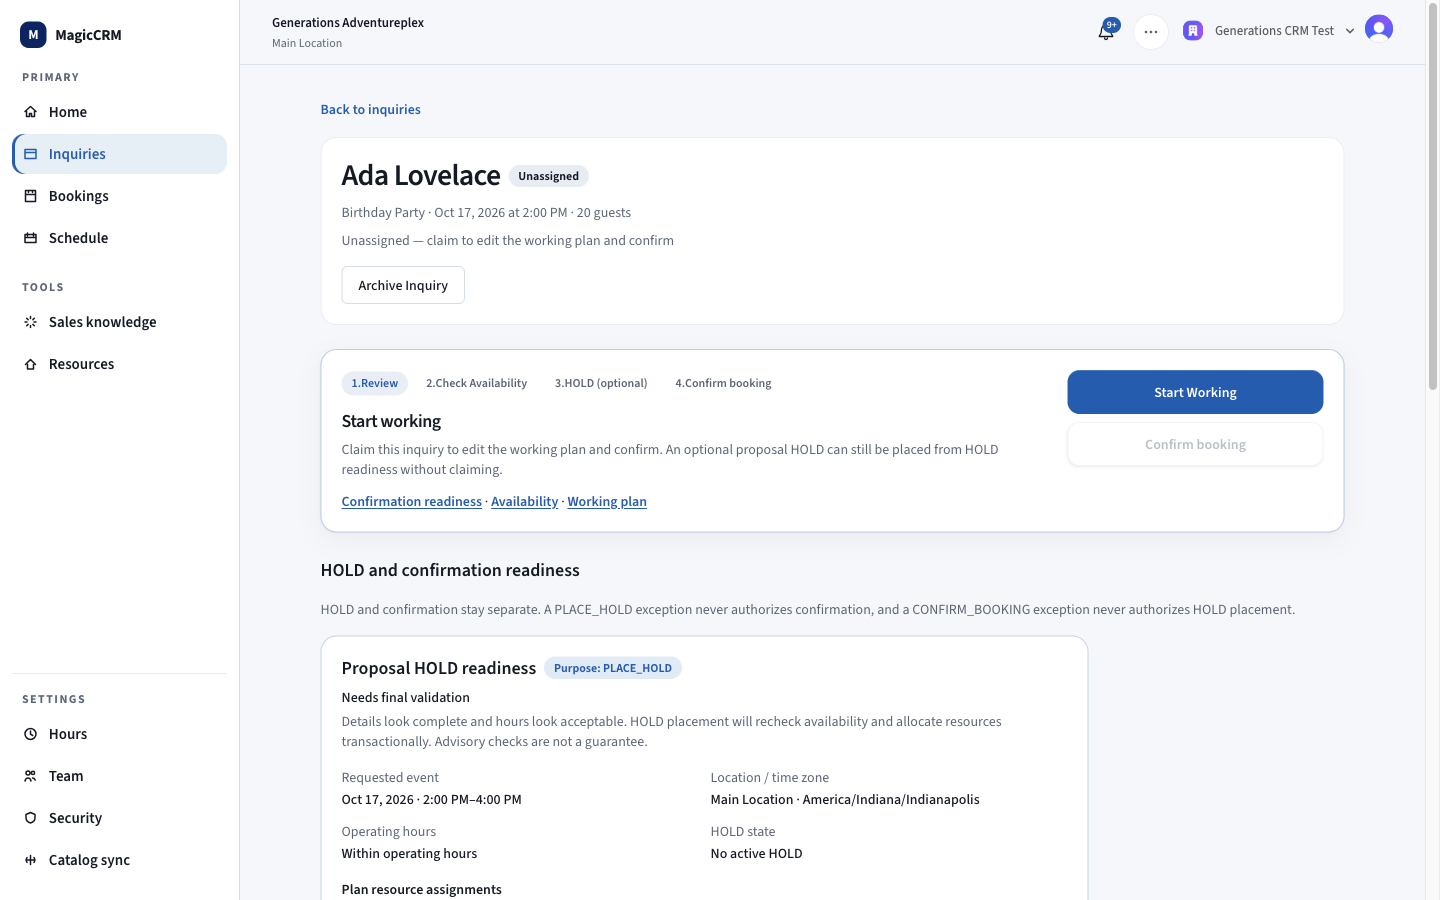 M MagicCRM
PRIMARY
Home
Inquiries
Bookings
Schedule
TOOLS
Sales knowledge
Resources
SETTINGS
Hours
Team
Security
Catalog sync
Generations Adventureplex
Main Location
9+
Generations CRM Test
Back to inquiries
Ada Lovelace Unassigned
Birthday Party · Oct 17, 2026 at 2:00 PM · 20 guests
Unassigned — claim to edit the working plan and confirm
Archive Inquiry
1.Review 2.Check Availability 3.HOLD (optional) 4.Confirm booking
Start working
Claim this inquiry to edit the working plan and confirm. An optional proposal HOLD can still be placed from HOLD
readiness without claiming.
Confirmation readiness · Availability · Working plan
Start Working
Confirm booking
HOLD and confirmation readiness
HOLD and confirmation stay separate. A PLACE_HOLD exception never authorizes confirmation, and a CONFIRM_BOOKING exception never authorizes HOLD placement.
Proposal HOLD readiness Purpose: PLACE_HOLD
Needs final validation
Details look complete and hours look acceptable. HOLD placement will recheck availability and allocate resources
transactionally. Advisory checks are not a guarantee.
Requested event
Oct 17, 2026 · 2:00 PM–4:00 PM
Location / time zone
Main Location · America/Indiana/Indianapolis
Operating hours
Within operating hours
HOLD state
No active HOLD
Plan resource assignments